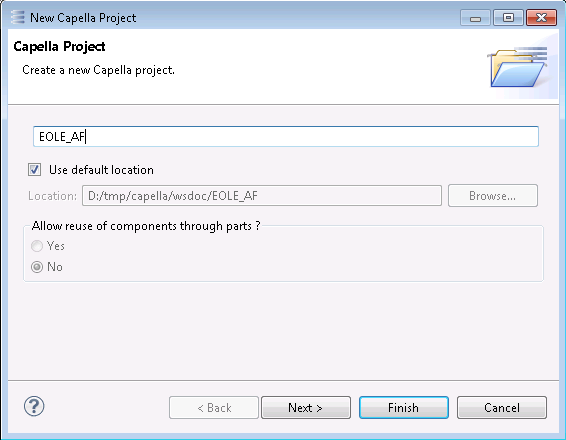 New Capella Project
Capella Project
Create a new Capella project.
EOLE_AF
Use default location
Location: D:/tmp/capella/wsdoc/EOLE_AF Browse...
Allow reuse of components through parts ?
Yes
No
? < Back Next > Finish Cancel